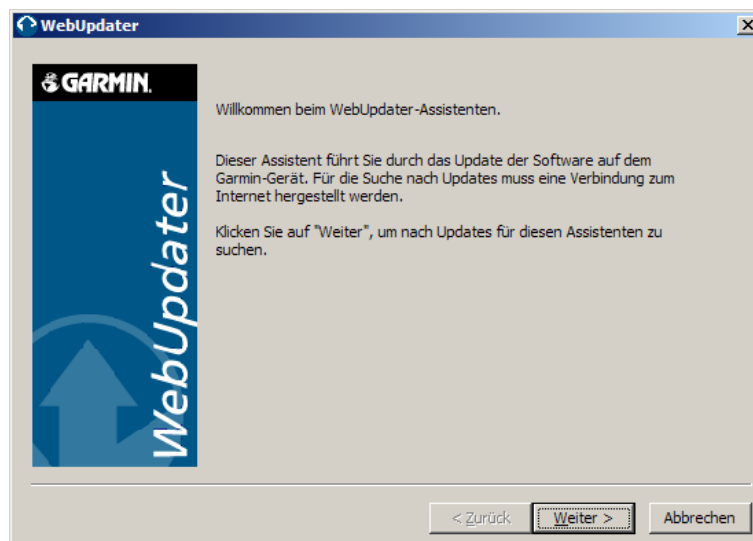 WebUpdater
GARMIN.
WebUpdater
Willkommen beim WebUpdater-Assistenten.
Dieser Assistent führt Sie durch das Update der Software auf dem
Garmin-Gerät. Für die Suche nach Updates muss eine Verbindung zum
Internet hergestellt werden.
Klicken Sie auf "Weiter", um nach Updates für diesen Assistenten zu
suchen.
< Zurück Weiter > Abbrechen